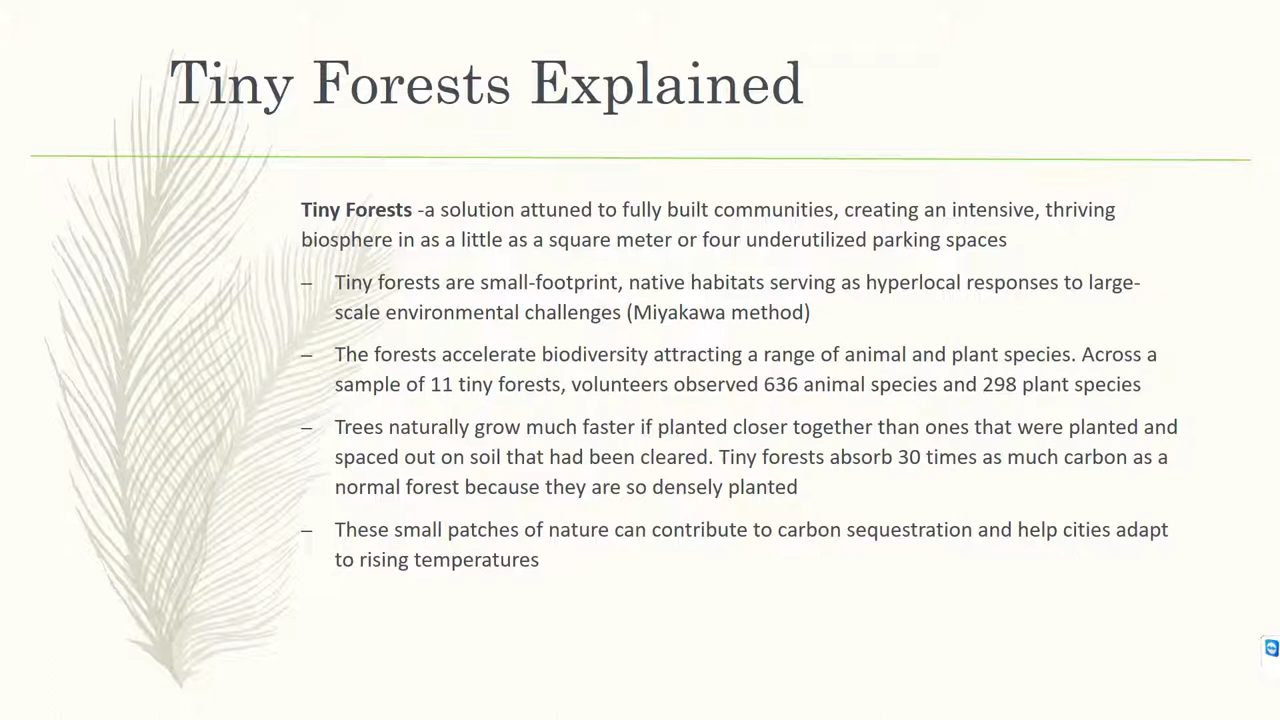 Tiny Forests Explained
Tiny Forests -a solution attuned to fully built communities, creating an intensive, thriving
biosphere in as a little as a square meter or four underutilized parking spaces
– Tiny forests are small-footprint, native habitats serving as hyperlocal responses to large-
scale environmental challenges (Miyakawa method)
– The forests accelerate biodiversity attracting a range of animal and plant species. Across a
sample of 11 tiny forests, volunteers observed 636 animal species and 298 plant species
– Trees naturally grow much faster if planted closer together than ones that were planted and
spaced out on soil that had been cleared. Tiny forests absorb 30 times as much carbon as a
normal forest because they are so densely planted
– These small patches of nature can contribute to carbon sequestration and help cities adapt
to rising temperatures